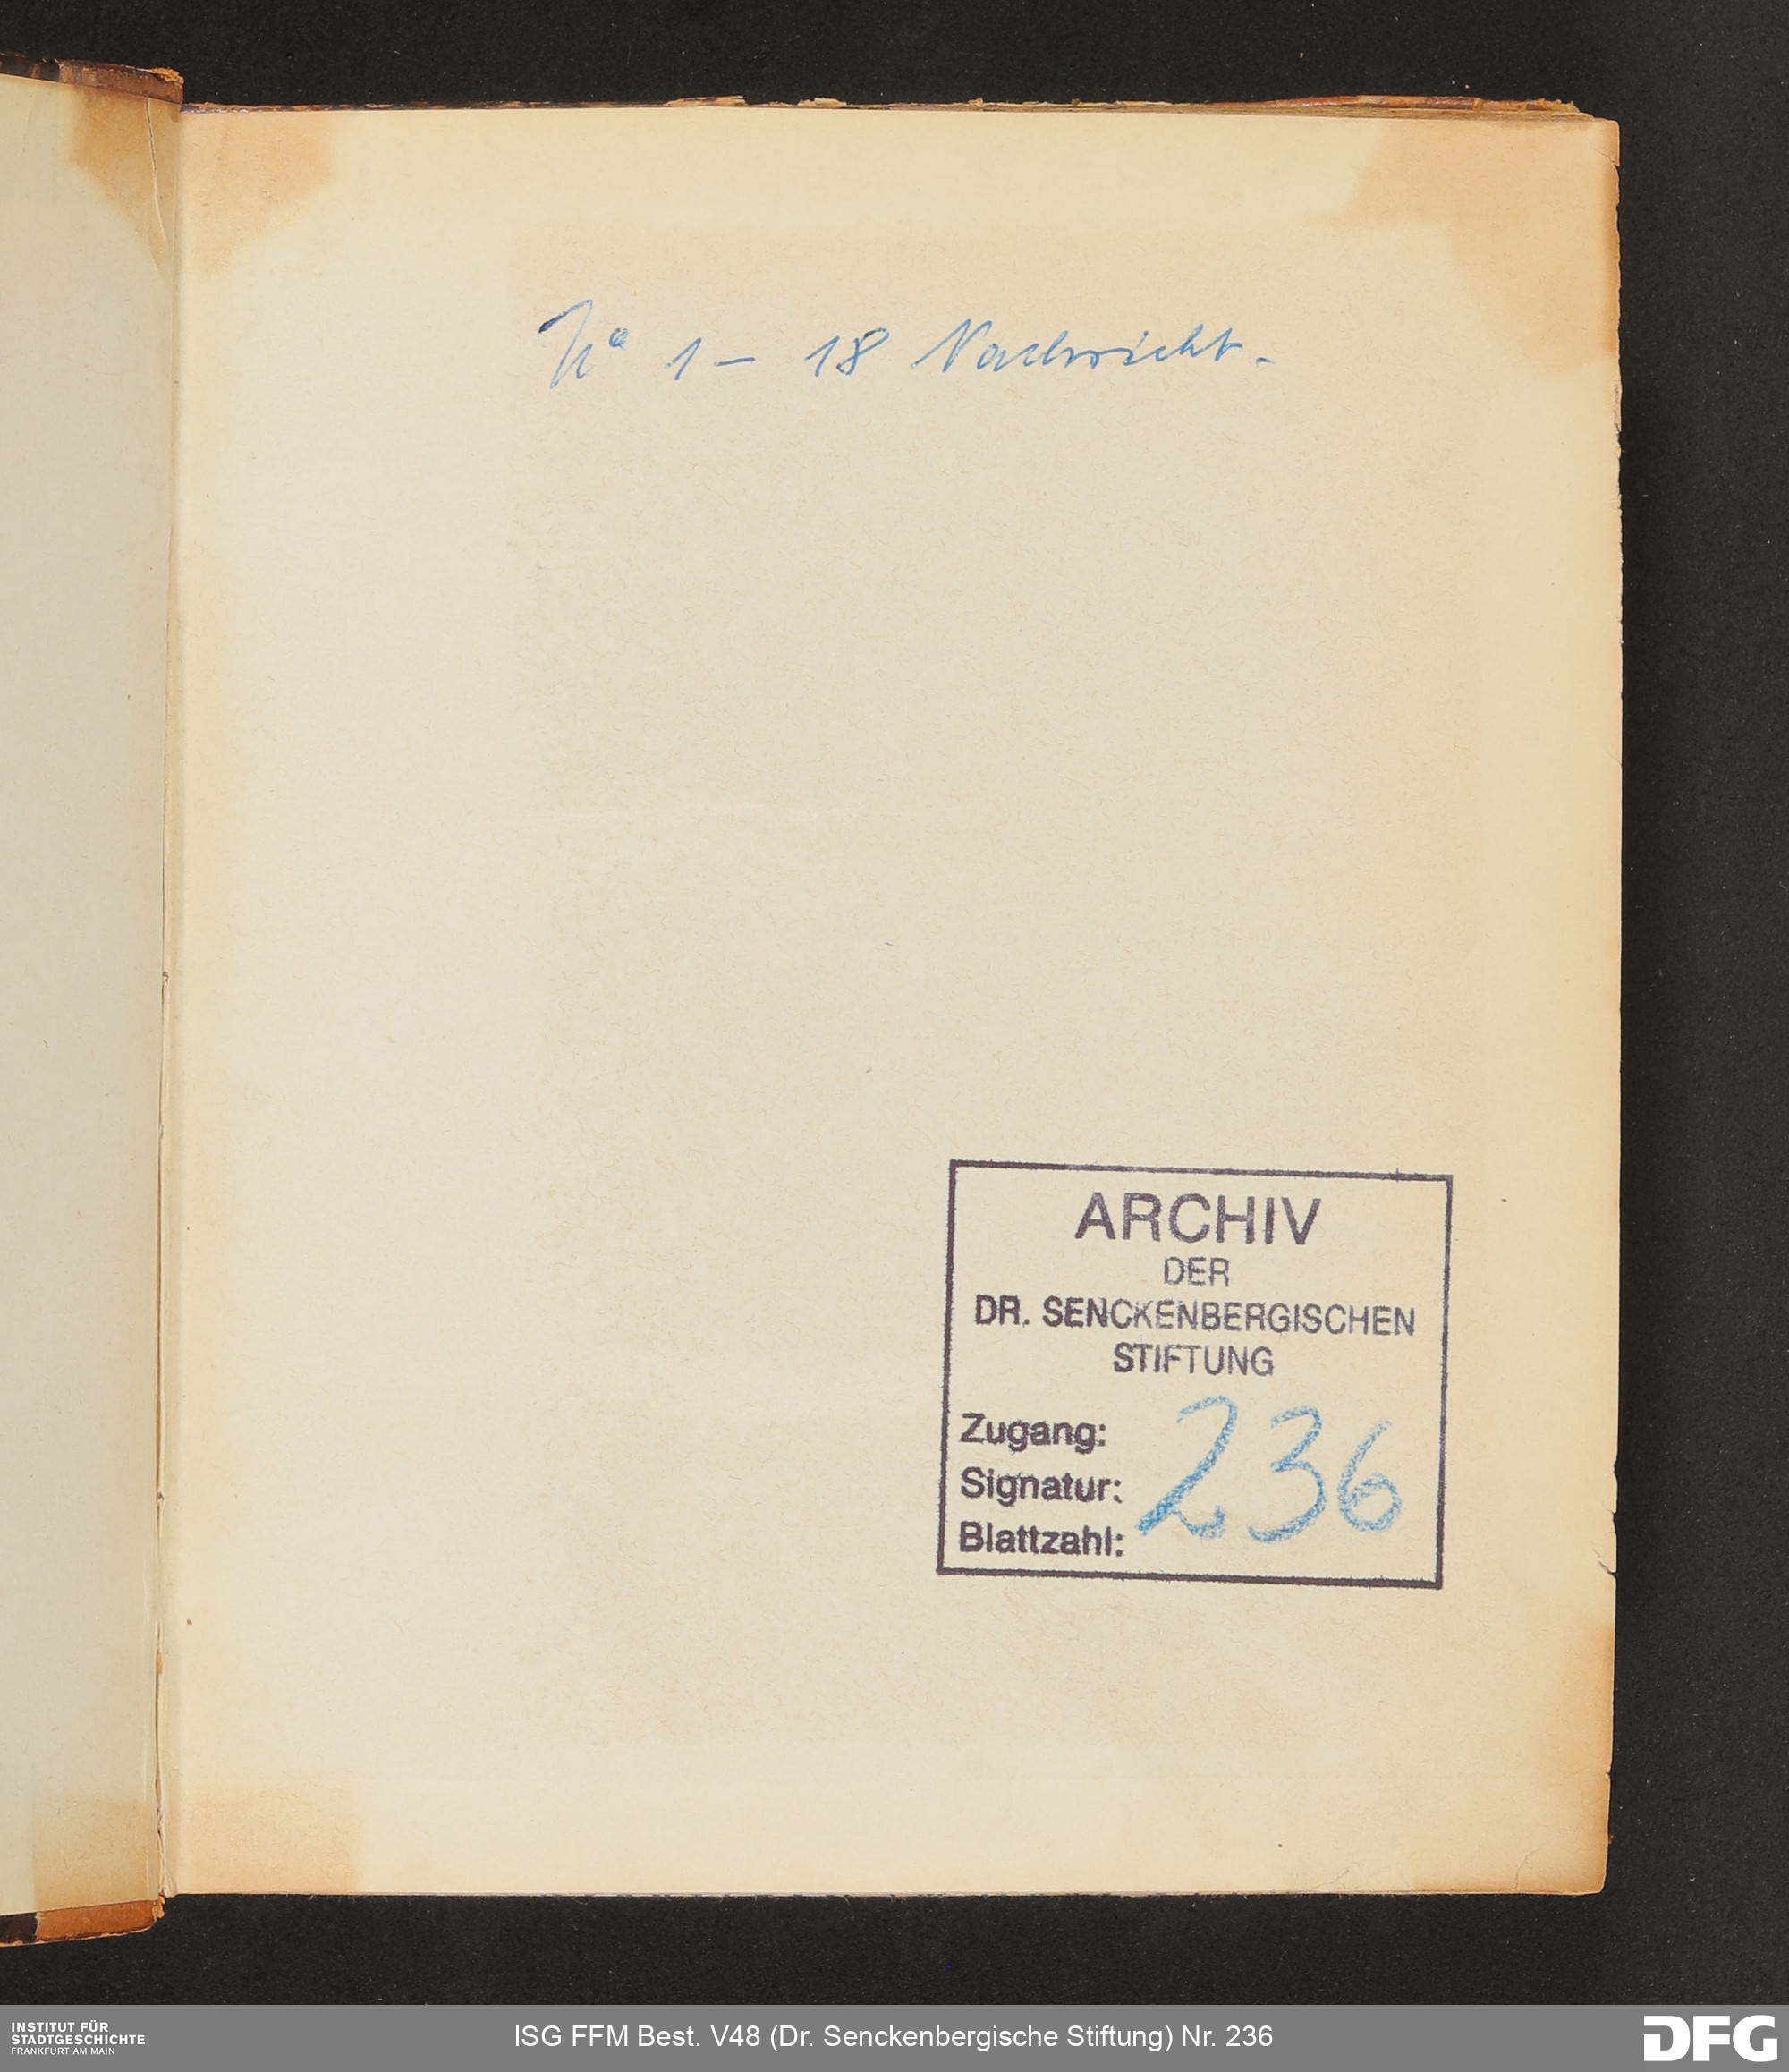 No 1 – 18 Nachricht.
ARCHIV
DER
DR. SENCKENBERGISCHEN
STIFTUNG
Zugang:
Signatur: 236
Blattzahl:
INSTITUT FÜR
STADTGESCHICHTE
FRANKFURT AM MAIN
ISG FFM Best. V48 (Dr. Senckenbergische Stiftung) Nr. 236
DFG